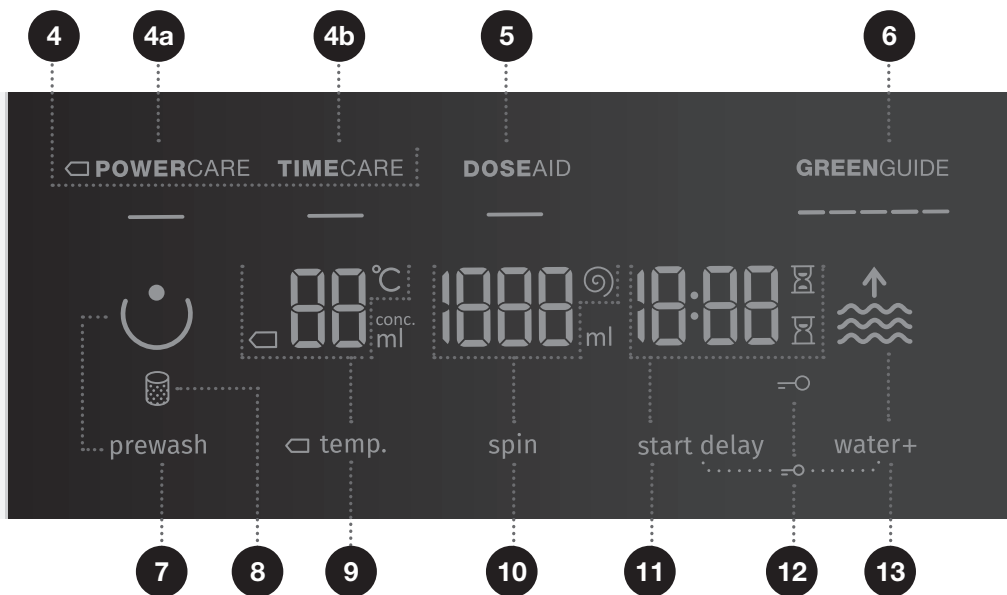 4 4a 4b 5 6
POWERCARE TIMECARE DOSEAID GREENGUIDE
88 °C 1888 18:88
conc.
ml ml
prewash temp. spin start delay water+
7 8 9 10 11 12 13